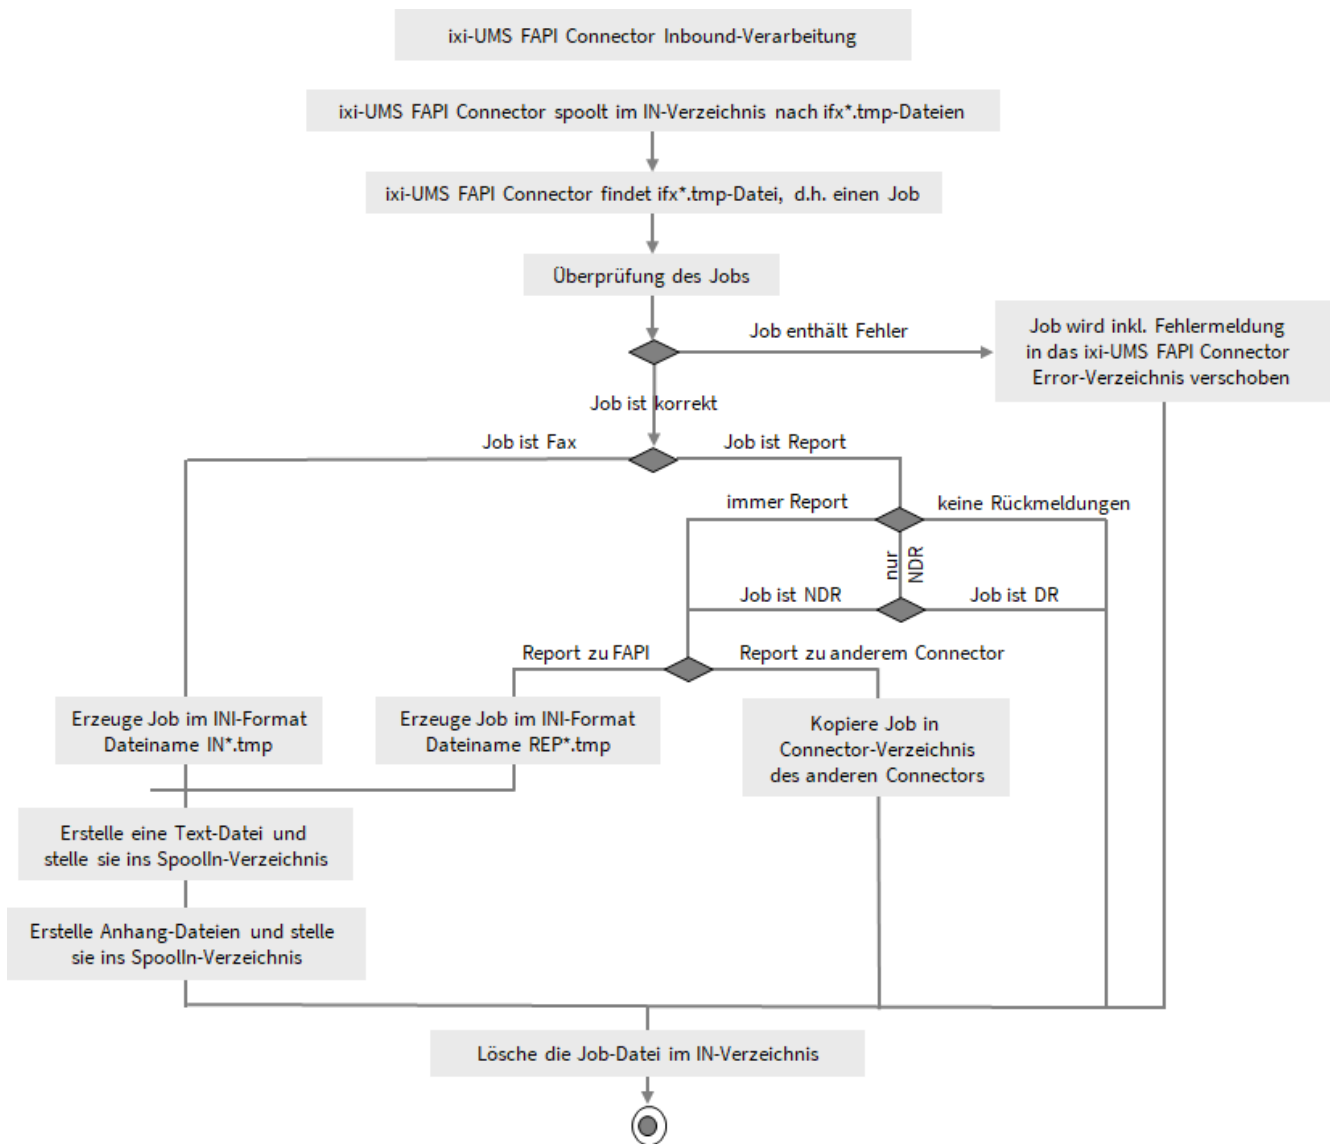 ixi-UMS FAPI Connector Inbound-Verarbeitung
ixi-UMS FAPI Connector spoolt im IN-Verzeichnis nach ifx*.tmp-Dateien
ixi-UMS FAPI Connector findet ifx*.tmp-Datei, d.h. einen Job
Überprüfung des Jobs
Job enthält Fehler
Job wird inkl. Fehlermeldung
in das ixi-UMS FAPI Connector
Error-Verzeichnis verschoben
Job ist korrekt
Job ist Fax
Job ist Report
immer Report
keine Rückmeldungen
nur
NDR
Job ist NDR
Job ist DR
Report zu FAPI
Report zu anderem Connector
Erzeuge Job im INI-Format
Dateiname IN*.tmp
Erzeuge Job im INI-Format
Dateiname REP*.tmp
Kopiere Job in
Connector-Verzeichnis
des anderen Connectors
Erstelle eine Text-Datei und
stelle sie ins SpoolIn-Verzeichnis
Erstelle Anhang-Dateien und stelle
sie ins SpoolIn-Verzeichnis
Lösche die Job-Datei im IN-Verzeichnis